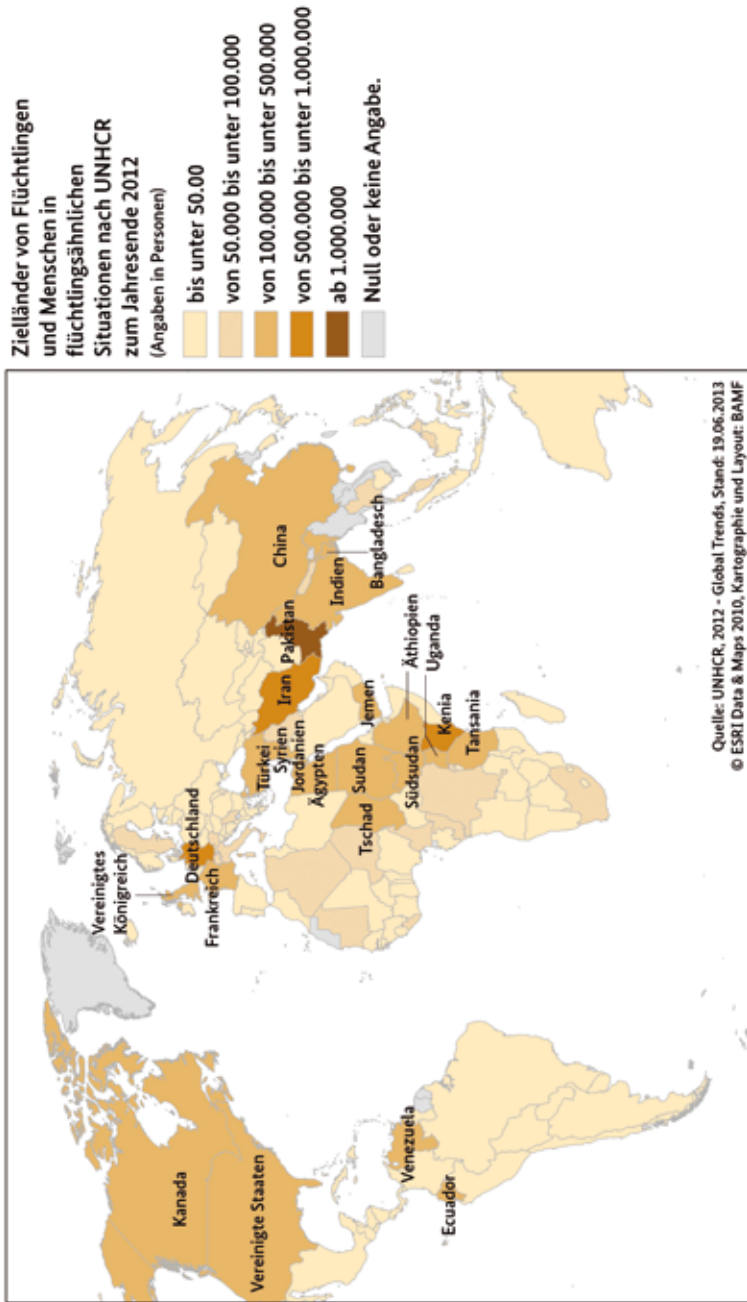 Zielländer von Flüchtlingen
und Menschen in
flüchtlingsähnlichen
Situationen nach UNHCR
zum Jahresende 2012
(Angaben in Personen)
bis unter 50.00
von 50.000 bis unter 100.000
von 100.000 bis unter 500.000
von 500.000 bis unter 1.000.000
ab 1.000.000
Null oder keine Angabe.
Kanada
Vereinigte Staaten
Venezuela
Ecuador
Vereinigtes
Königreich
Deutschland
Frankreich
Türkei
Syrien
Jordanien
Ägypten
Iran
Pakistan
China
Indien
Bangladesch
Jemen
Sudan
Tschad
Südsudan
Äthiopien
Uganda
Kenia
Tansania
Quelle: UNHCR, 2012 - Global Trends, Stand: 19.06.2013
© ESRI Data & Maps 2010, Kartographie und Layout: BAMF